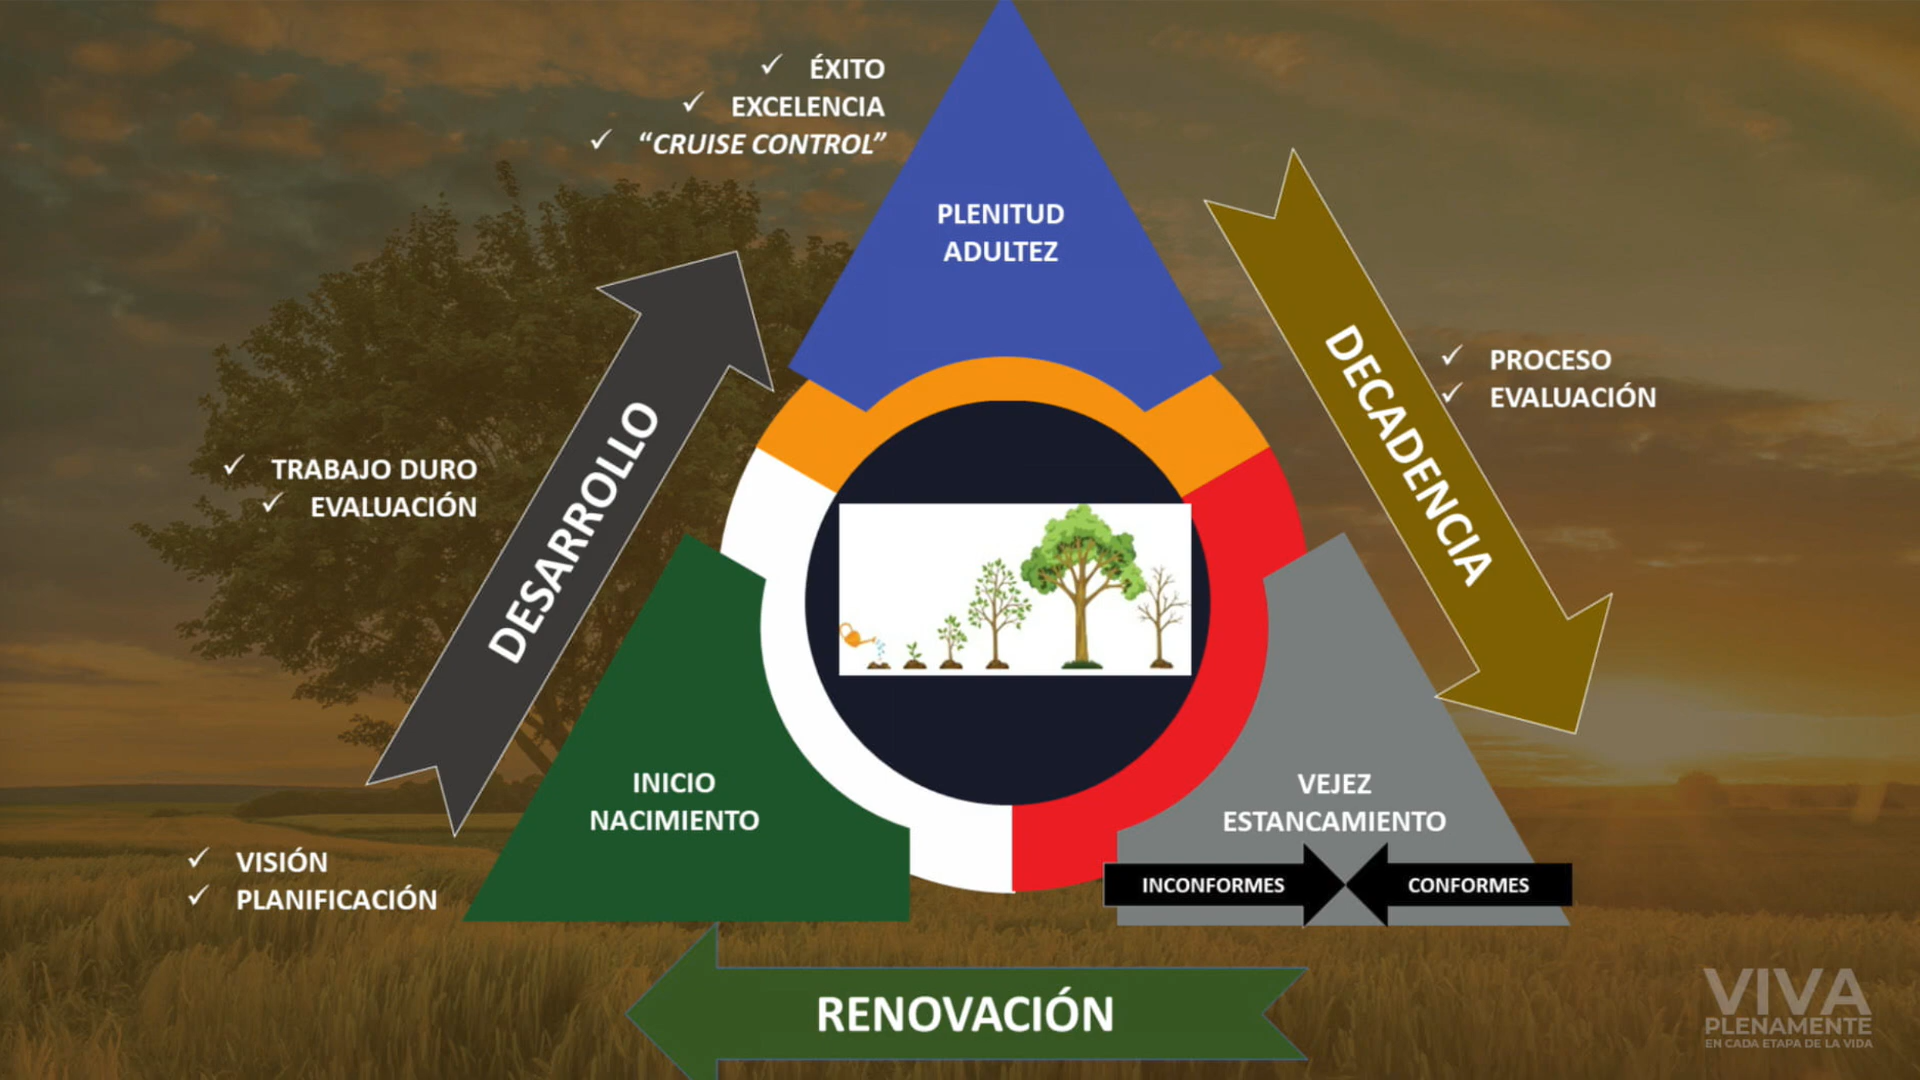 ✓ ÉXITO
✓ EXCELENCIA
✓ “CRUISE CONTROL”
PLENITUD
ADULTEZ
DECADENCIA
✓ PROCESO
✓ EVALUACIÓN
DESARROLLO
✓ TRABAJO DURO
✓ EVALUACIÓN
INICIO
NACIMIENTO
✓ VISIÓN
✓ PLANIFICACIÓN
VEJEZ
ESTANCAMIENTO
INCONFORMES
CONFORMES
RENOVACIÓN
VIVA
PLENAMENTE
EN CADA ETAPA DE LA VIDA